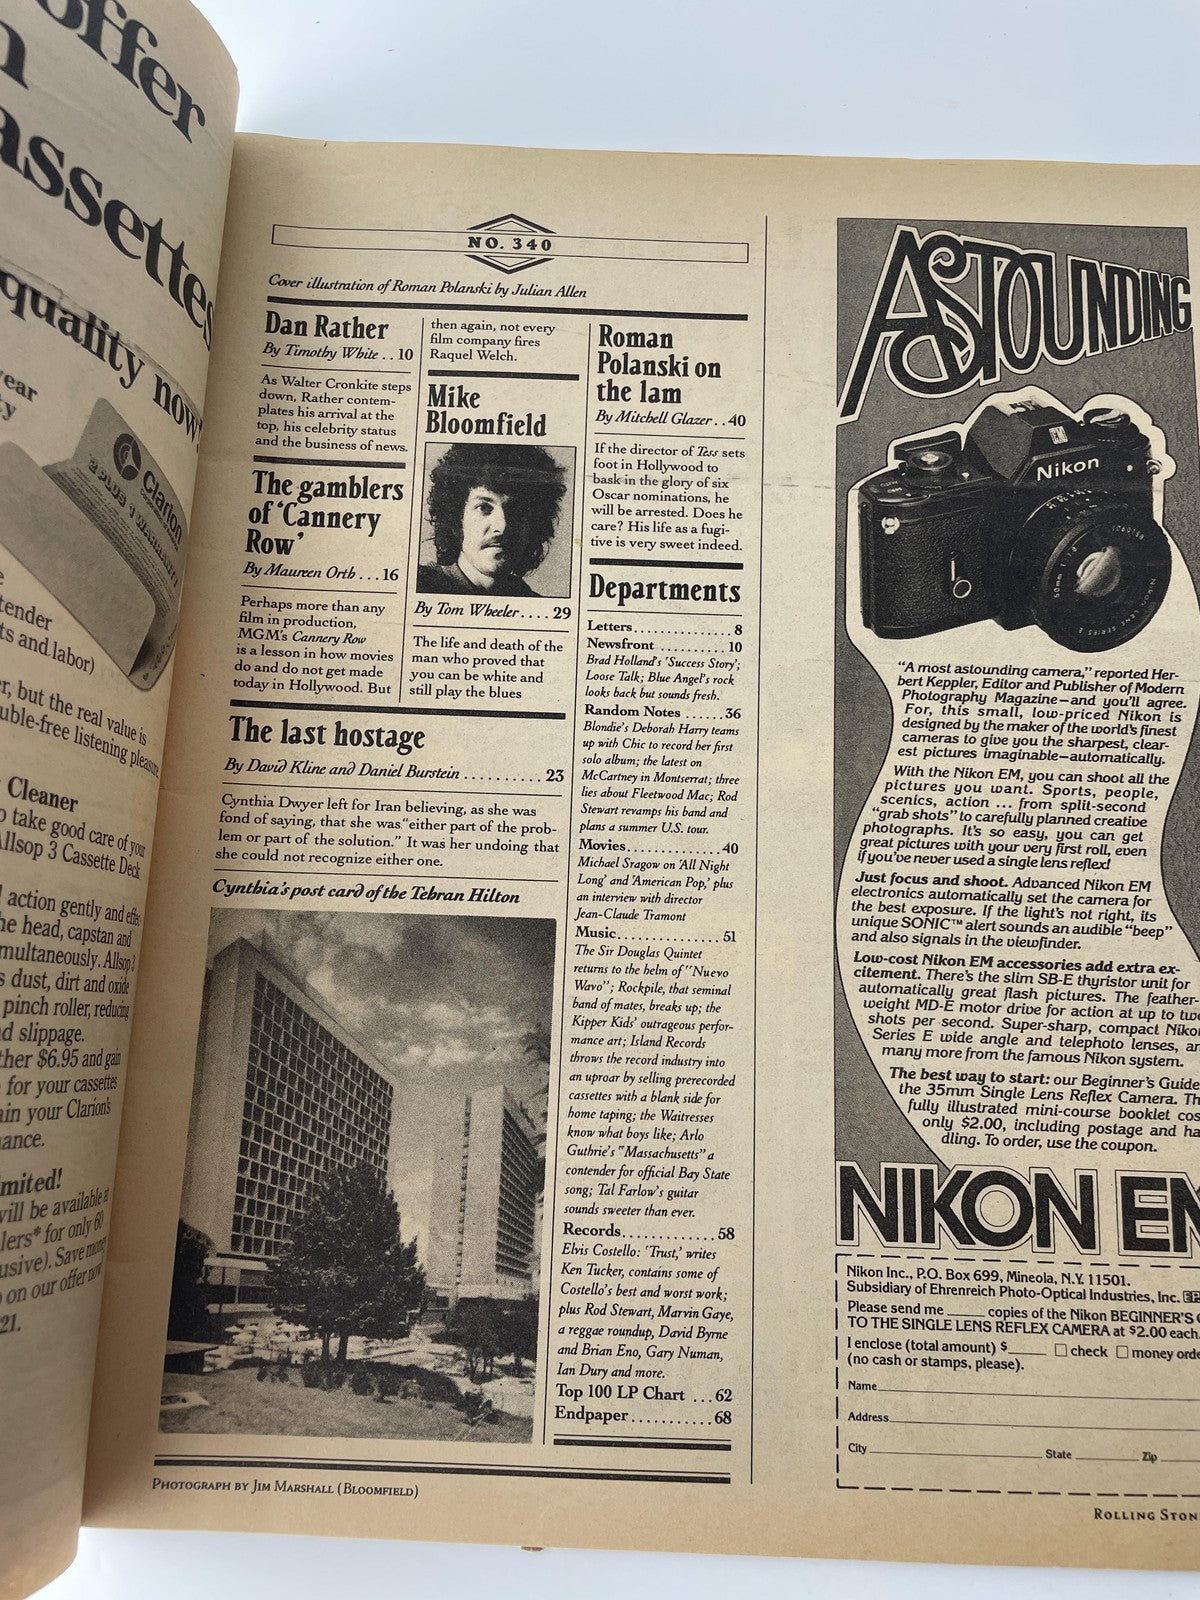 offer
assettes
quality now!
year
Clarion
2 PLUS 1 WARRANTY
tender
ts and labor)
r, but the real value is
uble-free listening pleasure
Cleaner
o take good care of your
Allsop 3 Cassette Deck
l action gently and effec
he head, capstan and
multaneously. Allsop 3
s dust, dirt and oxide
pinch roller, reducing
nd slippage.
ther $6.95 and gain
for your cassettes
ain your Clarion's
nance.
mited!
will be available at
lers* for only 60
usive). Save money
o on our offer now
21.
NO. 340
Cover illustration of Roman Polanski by Julian Allen
Dan Rather
By Timothy White . . 10
As Walter Cronkite steps
down, Rather contem-
plates his arrival at the
top, his celebrity status
and the business of news.
The gamblers
of 'Cannery
Row'
By Maureen Orth . . . 16
Perhaps more than any
film in production,
MGM's Cannery Row
is a lesson in how movies
do and do not get made
today in Hollywood. But
then again, not every
film company fires
Raquel Welch.
Mike
Bloomfield
By Tom Wheeler . . . . 29
The life and death of the
man who proved that
you can be white and
still play the blues
The last hostage
By David Kline and Daniel Burstein . . . . . . . . . . 23
Cynthia Dwyer left for Iran believing, as she was
fond of saying, that she was "either part of the prob-
lem or part of the solution." It was her undoing that
she could not recognize either one.
Cynthia's post card of the Tehran Hilton
Roman
Polanski on
the lam
By Mitchell Glazer . . 40
If the director of Tess sets
foot in Hollywood to
bask in the glory of six
Oscar nominations, he
will be arrested. Does he
care? His life as a fugi-
tive is very sweet indeed.
Departments
Letters . . . . . . . . . . . . . . 8
Newsfront . . . . . . . . . . . 10
Brad Holland's 'Success Story';
Loose Talk; Blue Angel's rock
looks back but sounds fresh.
Random Notes . . . . . . 36
Blondie's Deborah Harry teams
up with Chic to record her first
solo album; the latest on
McCartney in Montserrat; three
lies about Fleetwood Mac; Rod
Stewart revamps his band and
plans a summer U.S. tour.
Movies . . . . . . . . . . . . . . 40
Michael Sragow on 'All Night
Long' and 'American Pop,' plus
an interview with director
Jean-Claude Tramont
Music . . . . . . . . . . . . . . 51
The Sir Douglas Quintet
returns to the helm of "Nuevo
Wavo"; Rockpile, that seminal
band of mates, breaks up; the
Kipper Kids' outrageous perfor-
mance art; Island Records
throws the record industry into
an uproar by selling prerecorded
cassettes with a blank side for
home taping; the Waitresses
know what boys like; Arlo
Guthrie's "Massachusetts" a
contender for official Bay State
song; Tal Farlow's guitar
sounds sweeter than ever.
Records . . . . . . . . . . . . . 58
Elvis Costello: 'Trust,' writes
Ken Tucker, contains some of
Costello's best and worst work;
plus Rod Stewart, Marvin Gaye,
a reggae roundup, David Byrne
and Brian Eno, Gary Numan,
Ian Dury and more.
Top 100 LP Chart . . . 62
Endpaper . . . . . . . . . . . 68
PHOTOGRAPH BY JIM MARSHALL (BLOOMFIELD)
ASTOUNDING
EM
Nikon
"A most astounding camera," reported Her-
bert Keppler, Editor and Publisher of Modern
Photography Magazine—and you'll agree.
For, this small, low-priced Nikon is
designed by the maker of the world's finest
cameras to give you the sharpest, clear-
est pictures imaginable—automatically.
With the Nikon EM, you can shoot all the
pictures you want. Sports, people,
scenics, action ... from split-second
"grab shots" to carefully planned creative
photographs. It's so easy, you can get
great pictures with your very first roll, even
if you've never used a single lens reflex!
Just focus and shoot. Advanced Nikon EM
electronics automatically set the camera for
the best exposure. If the light's not right, its
unique SONIC™ alert sounds an audible "beep"
and also signals in the viewfinder.
Low-cost Nikon EM accessories add extra ex-
citement. There's the slim SB-E thyristor unit for
automatically great flash pictures. The feather-
weight MD-E motor drive for action at up to two
shots per second. Super-sharp, compact Nikon
Series E wide angle and telephoto lenses, an
many more from the famous Nikon system.
The best way to start: our Beginner's Guide
the 35mm Single Lens Reflex Camera. Th
fully illustrated mini-course booklet cos
only $2.00, including postage and ha
dling. To order, use the coupon.
NIKON EM
Nikon Inc., P.O. Box 699, Mineola, N.Y. 11501.
Subsidiary of Ehrenreich Photo-Optical Industries, Inc. EP
Please send me ____ copies of the Nikon BEGINNER'S G
TO THE SINGLE LENS REFLEX CAMERA at $2.00 each.
I enclose (total amount) $____ ☐ check ☐ money orde
(no cash or stamps, please).
Name
Address
City State Zip
ROLLING STON